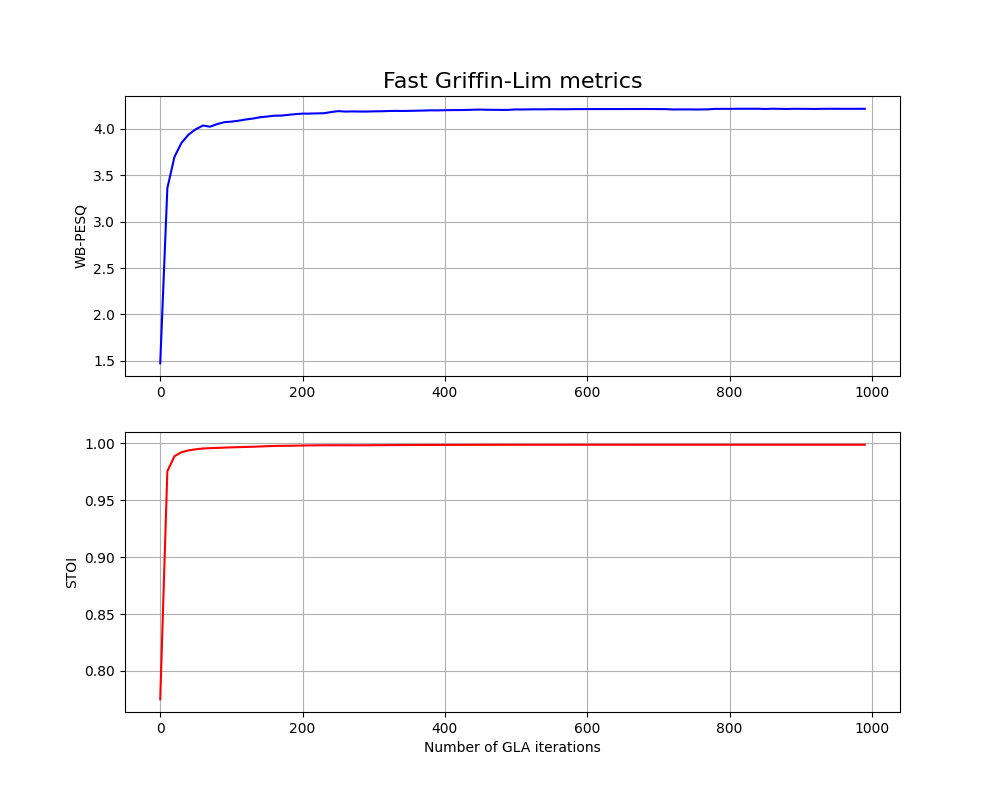 Fast Griffin-Lim metrics
4.0
3.5
3.0
2.5
2.0
1.5
WB-PESQ
0 200 400 600 800 1000
1.00
0.95
0.90
0.85
0.80
STOI
0 200 400 600 800 1000
Number of GLA iterations